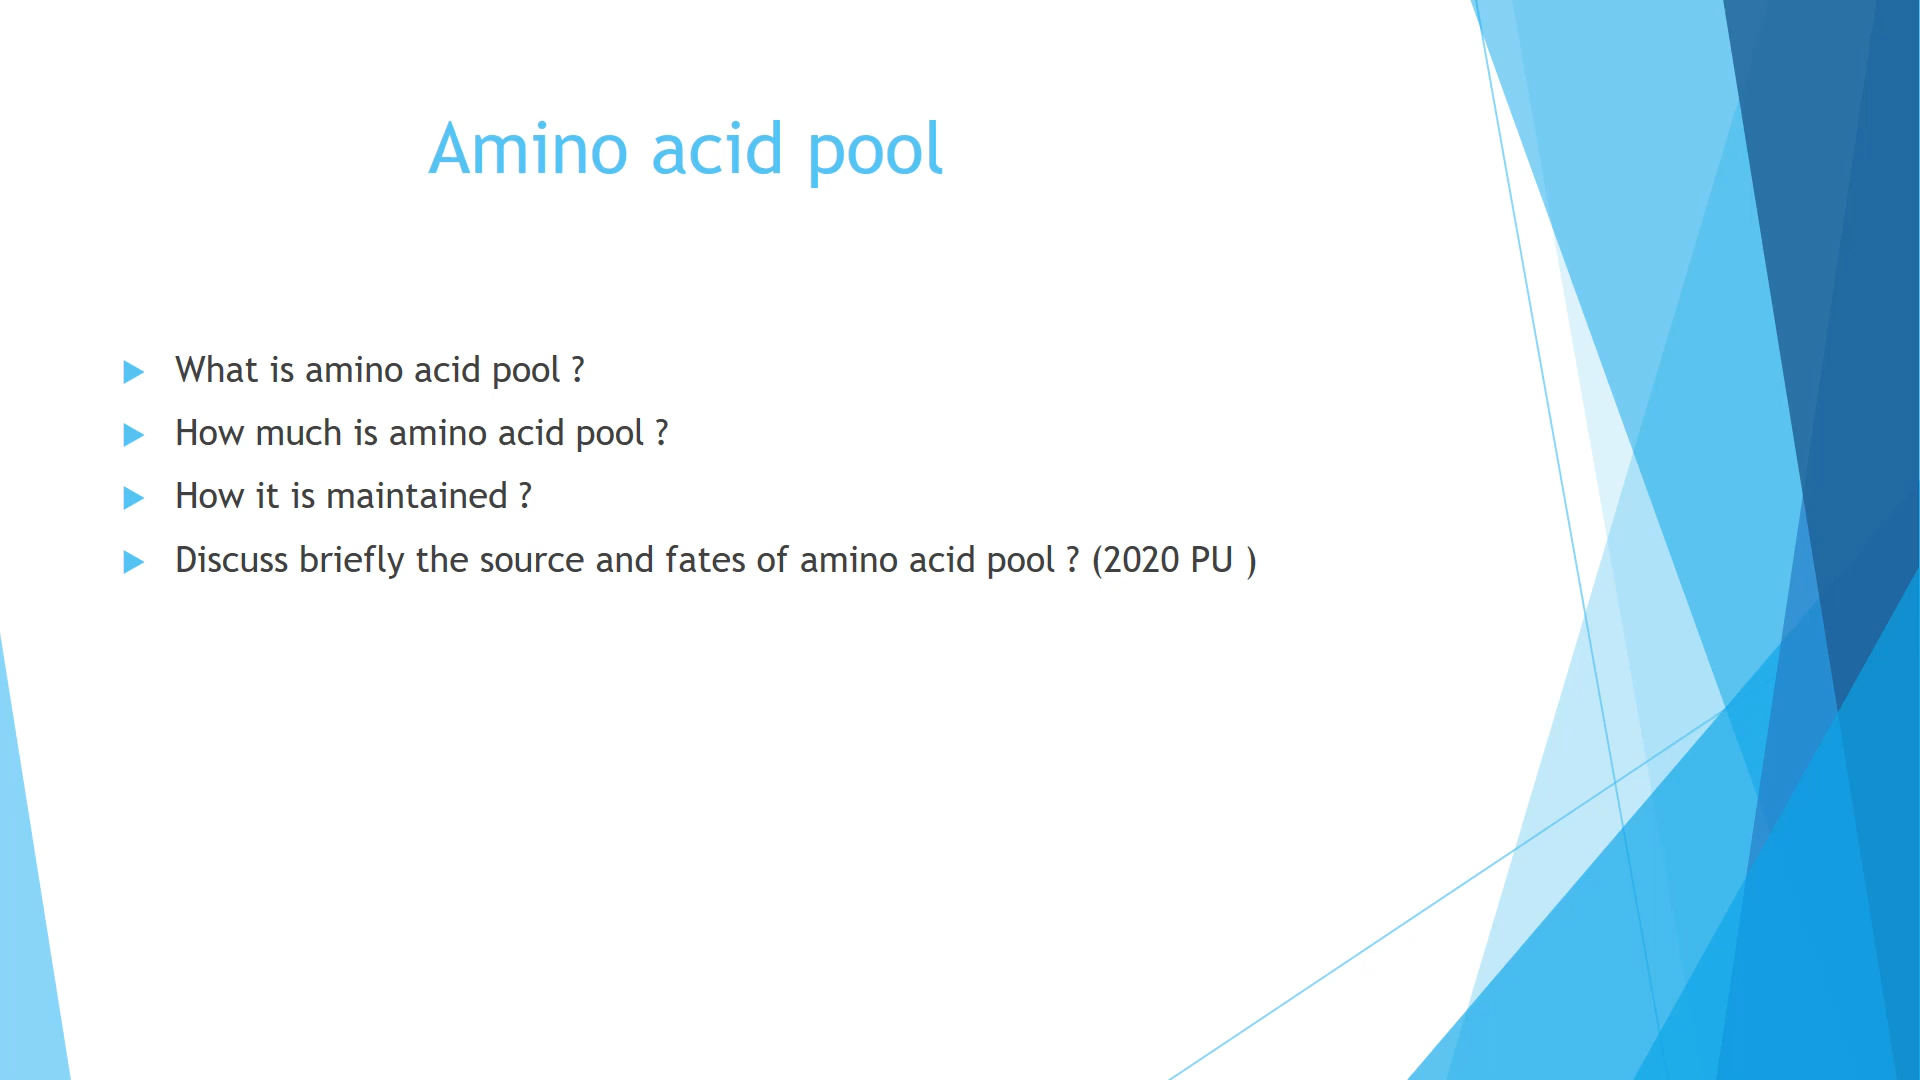 Amino acid pool
What is amino acid pool ?
How much is amino acid pool ?
How it is maintained ?
Discuss briefly the source and fates of amino acid pool ? (2020 PU )